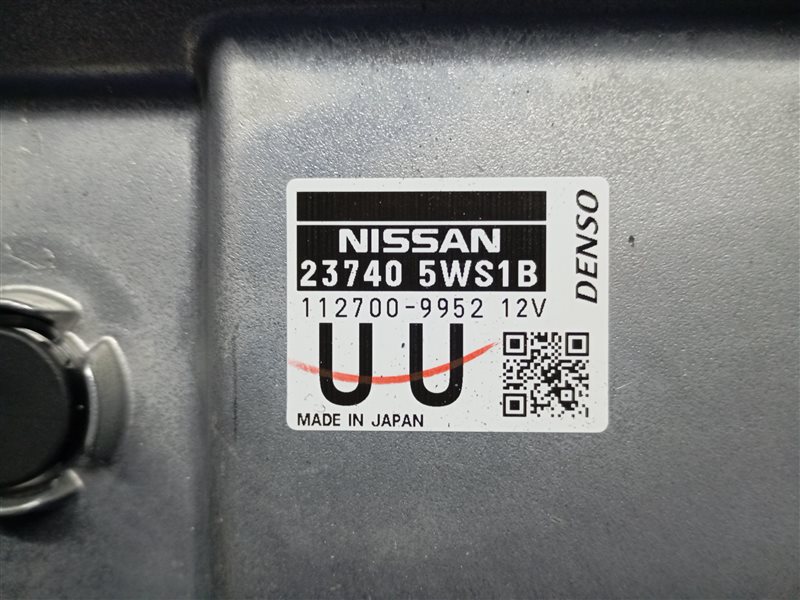 NISSAN
23740 5WS1B
112700-9952 12V
UU
MADE IN JAPAN
DENSO